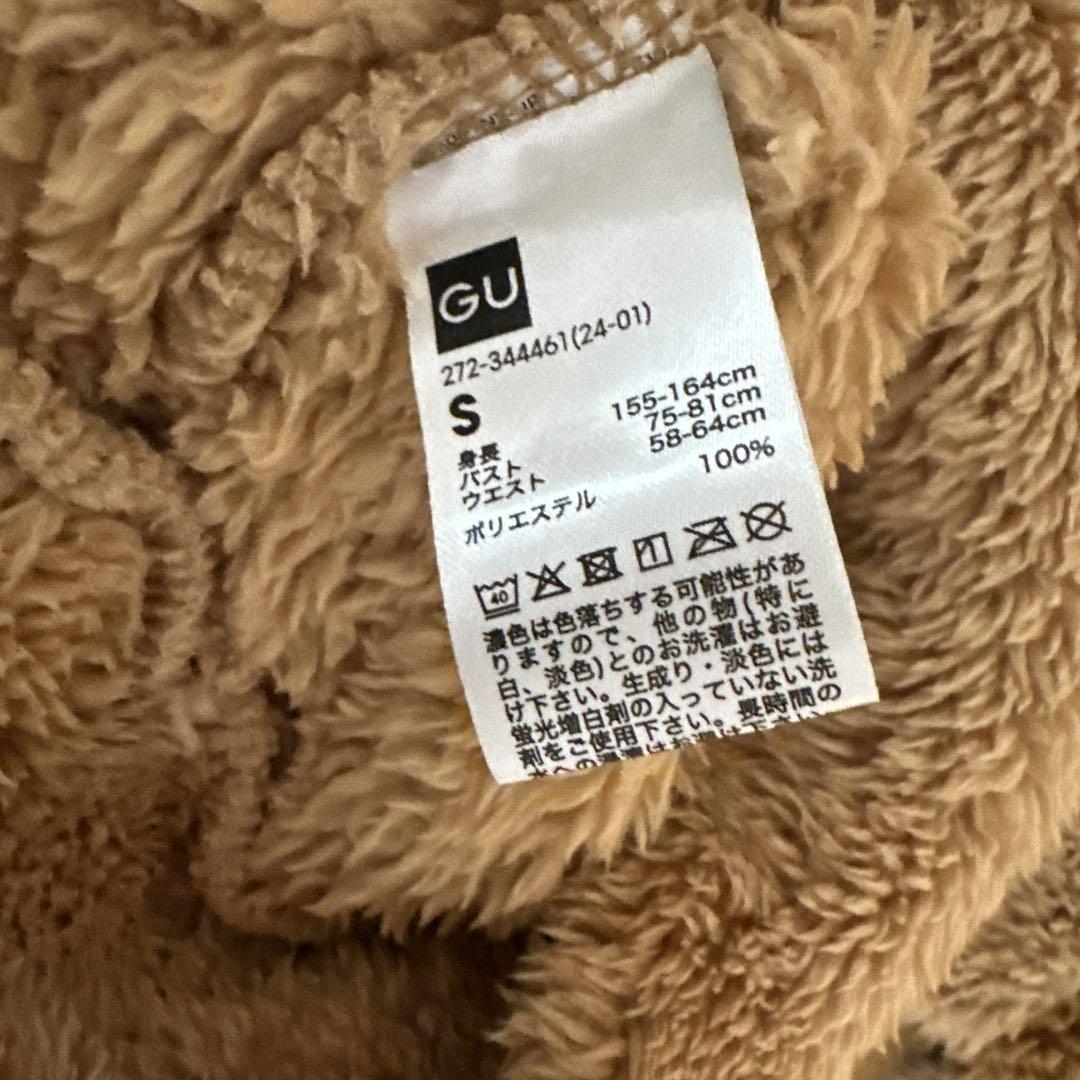 GU
272-344461(24-01)
S
身長 155-164cm
バスト 75-81cm
ウエスト 58-64cm
ポリエステル 100%
40
1
濃色は色落ちする可能性があ
りますので、他の物(特に
白、淡色)とのお洗濯はお避
け下さい。生成り・淡色には
蛍光増白剤の入っていない洗
剤をご使用下さい。長時間の